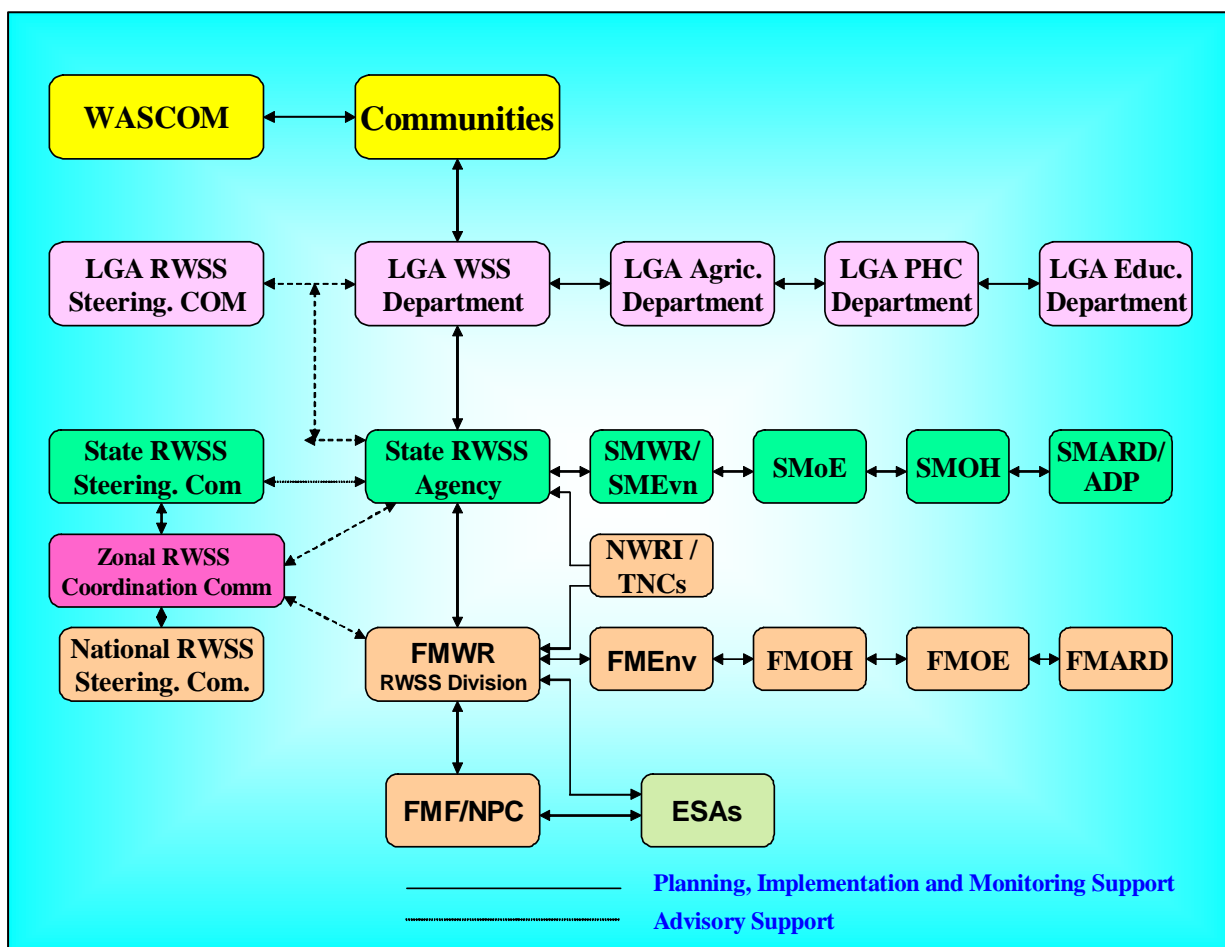 WASCOM
Communities
LGA RWSS
Steering. COM
LGA WSS
Department
LGA Agric.
Department
LGA PHC
Department
LGA Educ.
Department
State RWSS
Steering. Com
State RWSS
Agency
SMWR/
SMEvn
SMoE
SMOH
SMARD/
ADP
Zonal RWSS
Coordination Comm
NWRI /
TNCs
National RWSS
Steering. Com.
FMWR
RWSS Division
FMEnv
FMOH
FMOE
FMARD
FMF/NPC
ESAs
Planning, Implementation and Monitoring Support
Advisory Support